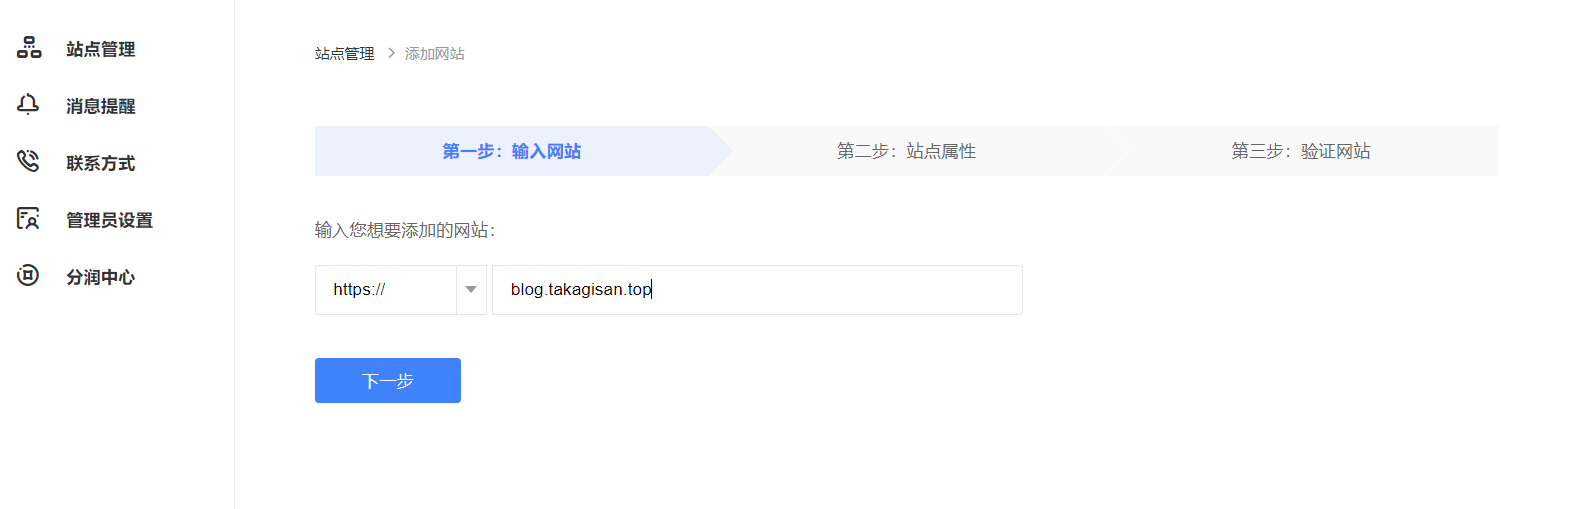 站点管理
消息提醒
联系方式
管理员设置
分润中心
站点管理 > 添加网站
第一步：输入网站
第二步：站点属性
第三步：验证网站
输入您想要添加的网站：
https://
blog.takagisan.top
下一步